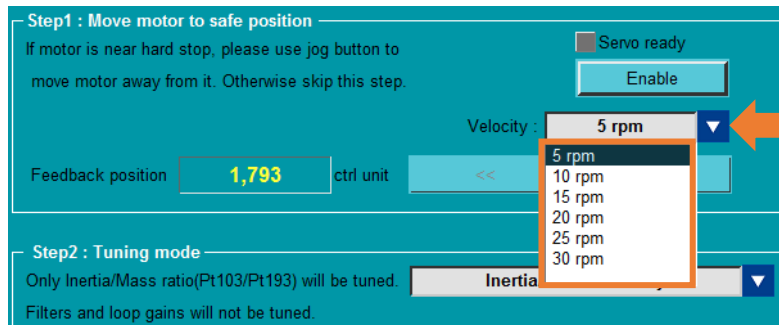 Step1 : Move motor to safe position
If motor is near hard stop, please use jog button to
move motor away from it. Otherwise skip this step.
Servo ready
Enable
Velocity : 5 rpm
5 rpm
10 rpm
15 rpm
20 rpm
25 rpm
30 rpm
Feedback position 1,793 ctrl unit <<
Step2 : Tuning mode
Only Inertia/Mass ratio(Pt103/Pt193) will be tuned.
Filters and loop gains will not be tuned.
Inertia